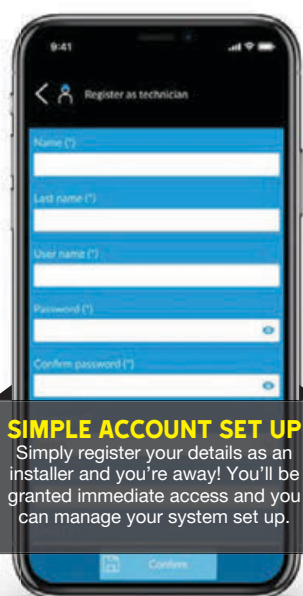 9:41
Register as technician
Name (*)
Last name (*)
User name (*)
Password (*)
Confirm password (*)
SIMPLE ACCOUNT SET UP
Simply register your details as an
installer and you're away! You'll be
granted immediate access and you
can manage your system set up.
Confirm